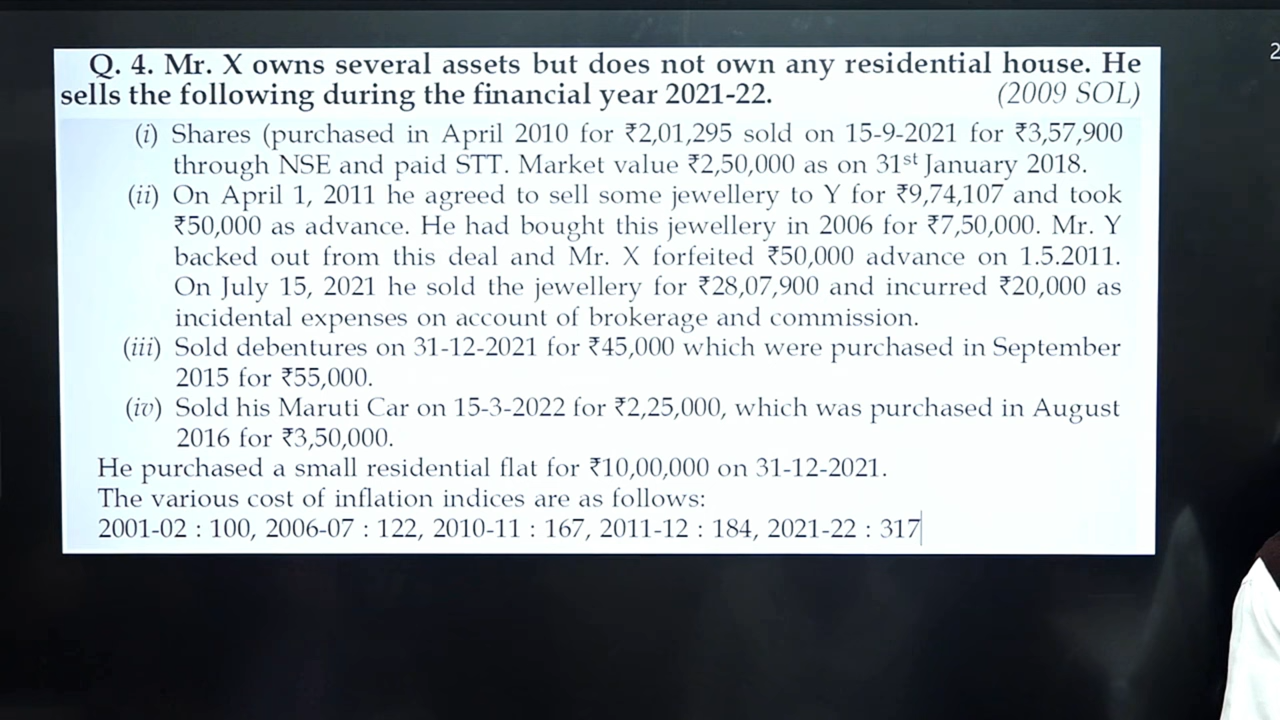 Q. 4. Mr. X owns several assets but does not own any residential house. He
sells the following during the financial year 2021-22. (2009 SOL)
(i) Shares (purchased in April 2010 for ₹2,01,295 sold on 15-9-2021 for ₹3,57,900
through NSE and paid STT. Market value ₹2,50,000 as on 31st January 2018.
(ii) On April 1, 2011 he agreed to sell some jewellery to Y for ₹9,74,107 and took
₹50,000 as advance. He had bought this jewellery in 2006 for ₹7,50,000. Mr. Y
backed out from this deal and Mr. X forfeited ₹50,000 advance on 1.5.2011.
On July 15, 2021 he sold the jewellery for ₹28,07,900 and incurred ₹20,000 as
incidental expenses on account of brokerage and commission.
(iii) Sold debentures on 31-12-2021 for ₹45,000 which were purchased in September
2015 for ₹55,000.
(iv) Sold his Maruti Car on 15-3-2022 for ₹2,25,000, which was purchased in August
2016 for ₹3,50,000.
He purchased a small residential flat for ₹10,00,000 on 31-12-2021.
The various cost of inflation indices are as follows:
2001-02 : 100, 2006-07 : 122, 2010-11 : 167, 2011-12 : 184, 2021-22 : 317